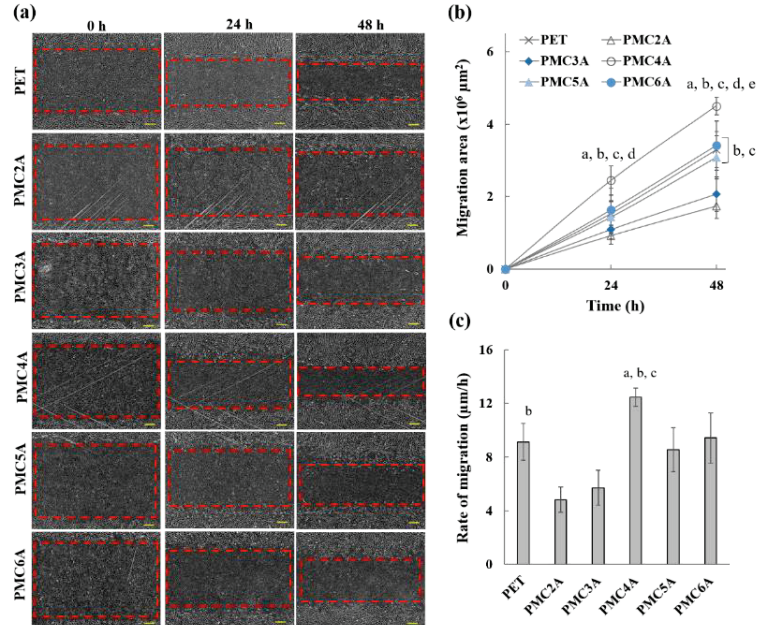 (a)
0 h
24 h
48 h
PET
PMC2A
PMC3A
PMC4A
PMC5A
PMC6A
(b)
Migration area (x10⁶ µm²)
6
4
2
0
PET
PMC2A
PMC3A
PMC4A
PMC5A
PMC6A
a, b, c, d
a, b, c, d, e
b, c
0
24
48
Time (h)
(c)
Rate of migration (µm/h)
16
12
8
4
0
b
a, b, c
PET
PMC2A
PMC3A
PMC4A
PMC5A
PMC6A